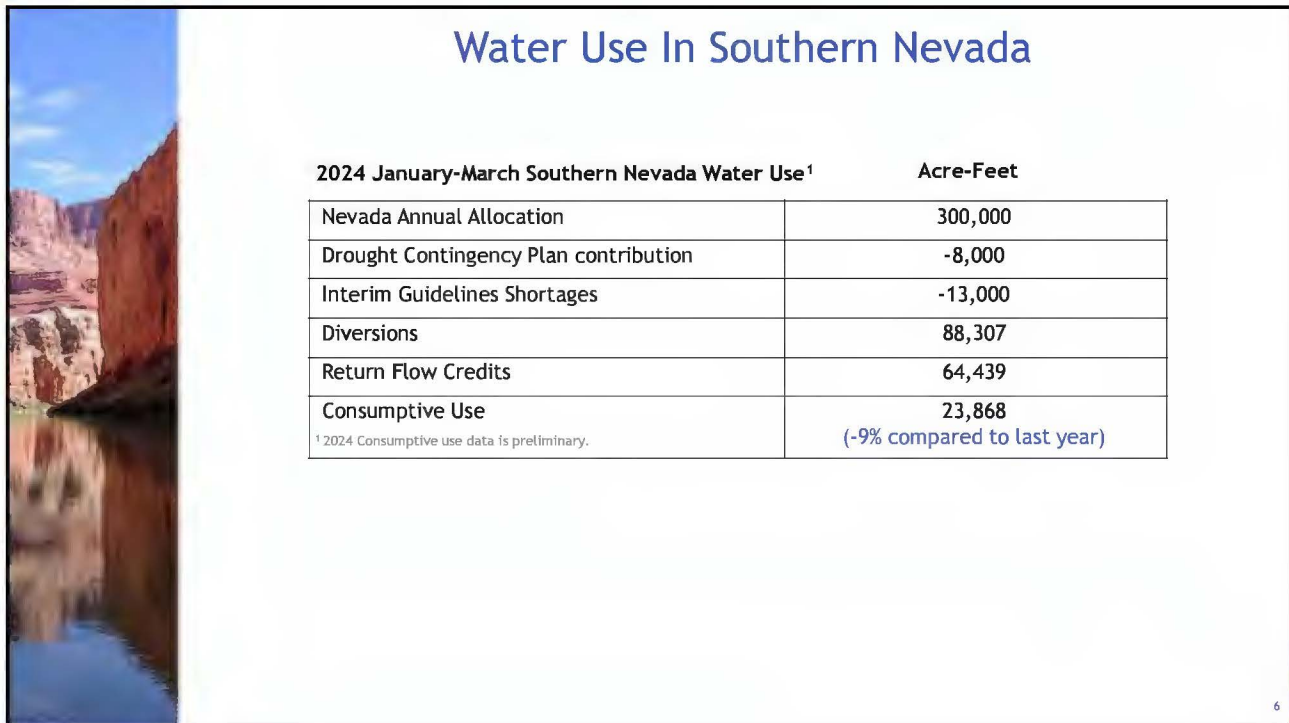 Water Use In Southern Nevada
2024 January-March Southern Nevada Water Use¹ Acre-Feet
Nevada Annual Allocation 300,000
Drought Contingency Plan contribution -8,000
Interim Guidelines Shortages -13,000
Diversions 88,307
Return Flow Credits 64,439
Consumptive Use 23,868
¹ 2024 Consumptive use data is preliminary. (-9% compared to last year)
6